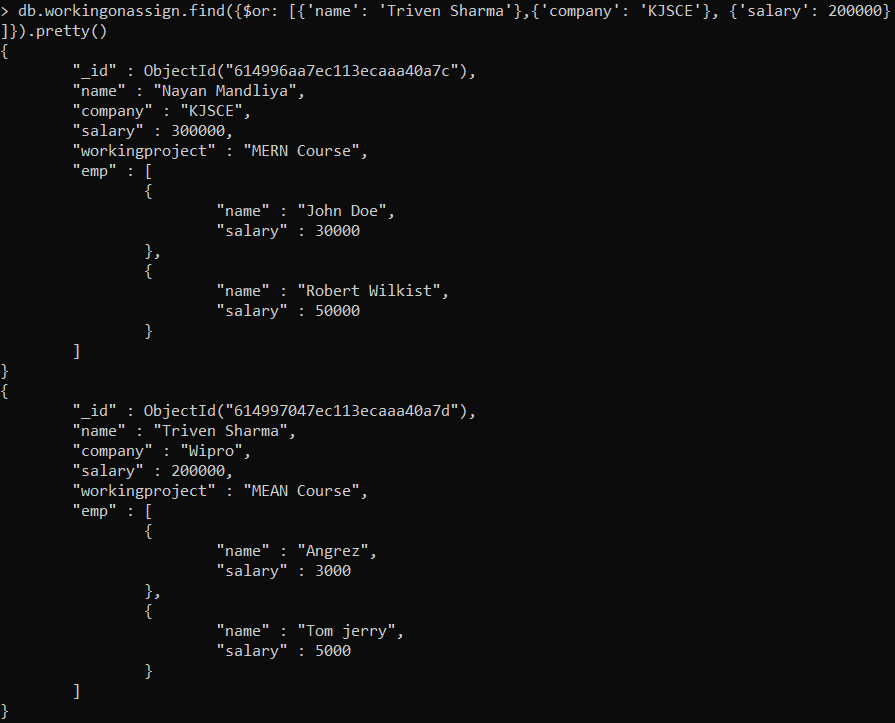 > db.workingonassign.find({$or: [{'name': 'Triven Sharma'},{'company': 'KJSCE'}, {'salary': 200000}
]}).pretty()
{
        "_id" : ObjectId("614996aa7ec113ecaaa40a7c"),
        "name" : "Nayan Mandliya",
        "company" : "KJSCE",
        "salary" : 300000,
        "workingproject" : "MERN Course",
        "emp" : [
                {
                        "name" : "John Doe",
                        "salary" : 30000
                },
                {
                        "name" : "Robert Wilkist",
                        "salary" : 50000
                }
        ]
}
{
        "_id" : ObjectId("614997047ec113ecaaa40a7d"),
        "name" : "Triven Sharma",
        "company" : "Wipro",
        "salary" : 200000,
        "workingproject" : "MEAN Course",
        "emp" : [
                {
                        "name" : "Angrez",
                        "salary" : 3000
                },
                {
                        "name" : "Tom jerry",
                        "salary" : 5000
                }
        ]
}